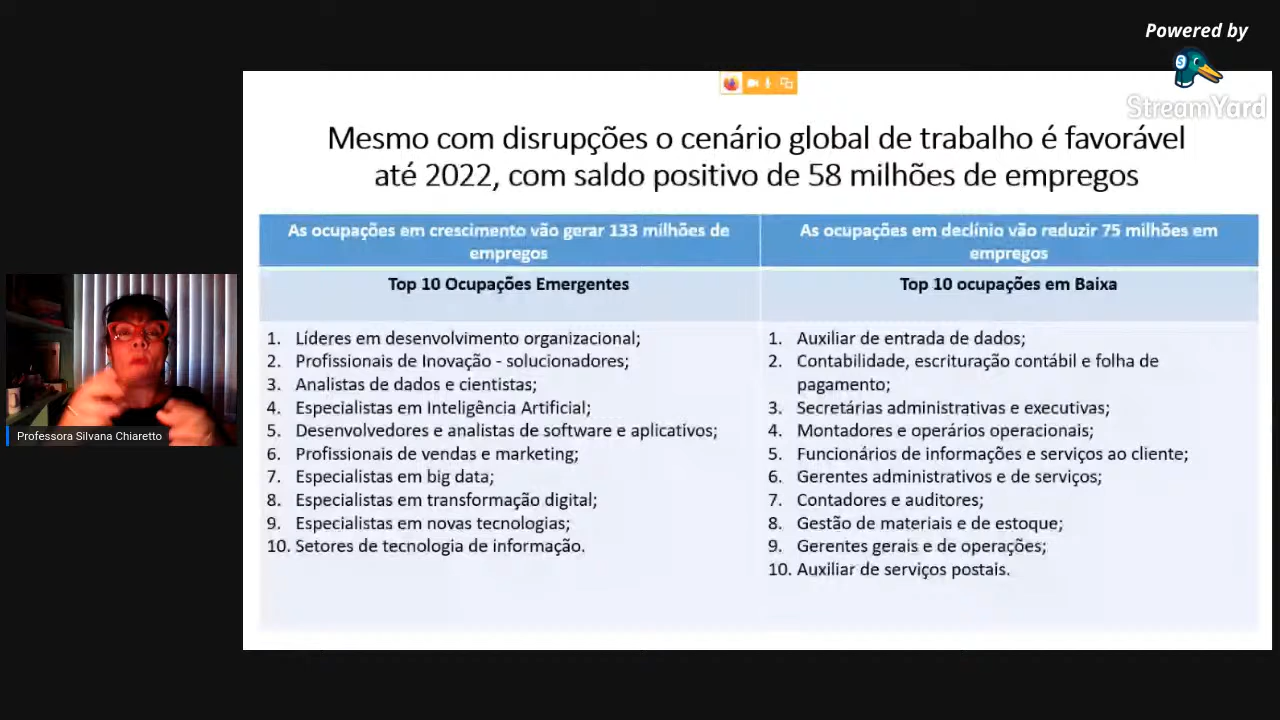 Powered by
StreamYard
Mesmo com disrupções o cenário global de trabalho é favorável
até 2022, com saldo positivo de 58 milhões de empregos
As ocupações em crescimento vão gerar 133 milhões de
empregos
As ocupações em declínio vão reduzir 75 milhões em
empregos
Top 10 Ocupações Emergentes
Top 10 ocupações em Baixa
1. Líderes em desenvolvimento organizacional;
2. Profissionais de Inovação - solucionadores;
3. Analistas de dados e cientistas;
4. Especialistas em Inteligência Artificial;
5. Desenvolvedores e analistas de software e aplicativos;
6. Profissionais de vendas e marketing;
7. Especialistas em big data;
8. Especialistas em transformação digital;
9. Especialistas em novas tecnologias;
10. Setores de tecnologia de informação.
1. Auxiliar de entrada de dados;
2. Contabilidade, escrituração contábil e folha de
pagamento;
3. Secretárias administrativas e executivas;
4. Montadores e operários operacionais;
5. Funcionários de informações e serviços ao cliente;
6. Gerentes administrativos e de serviços;
7. Contadores e auditores;
8. Gestão de materiais e de estoque;
9. Gerentes gerais e de operações;
10. Auxiliar de serviços postais.
Professora Silvana Chiaretto